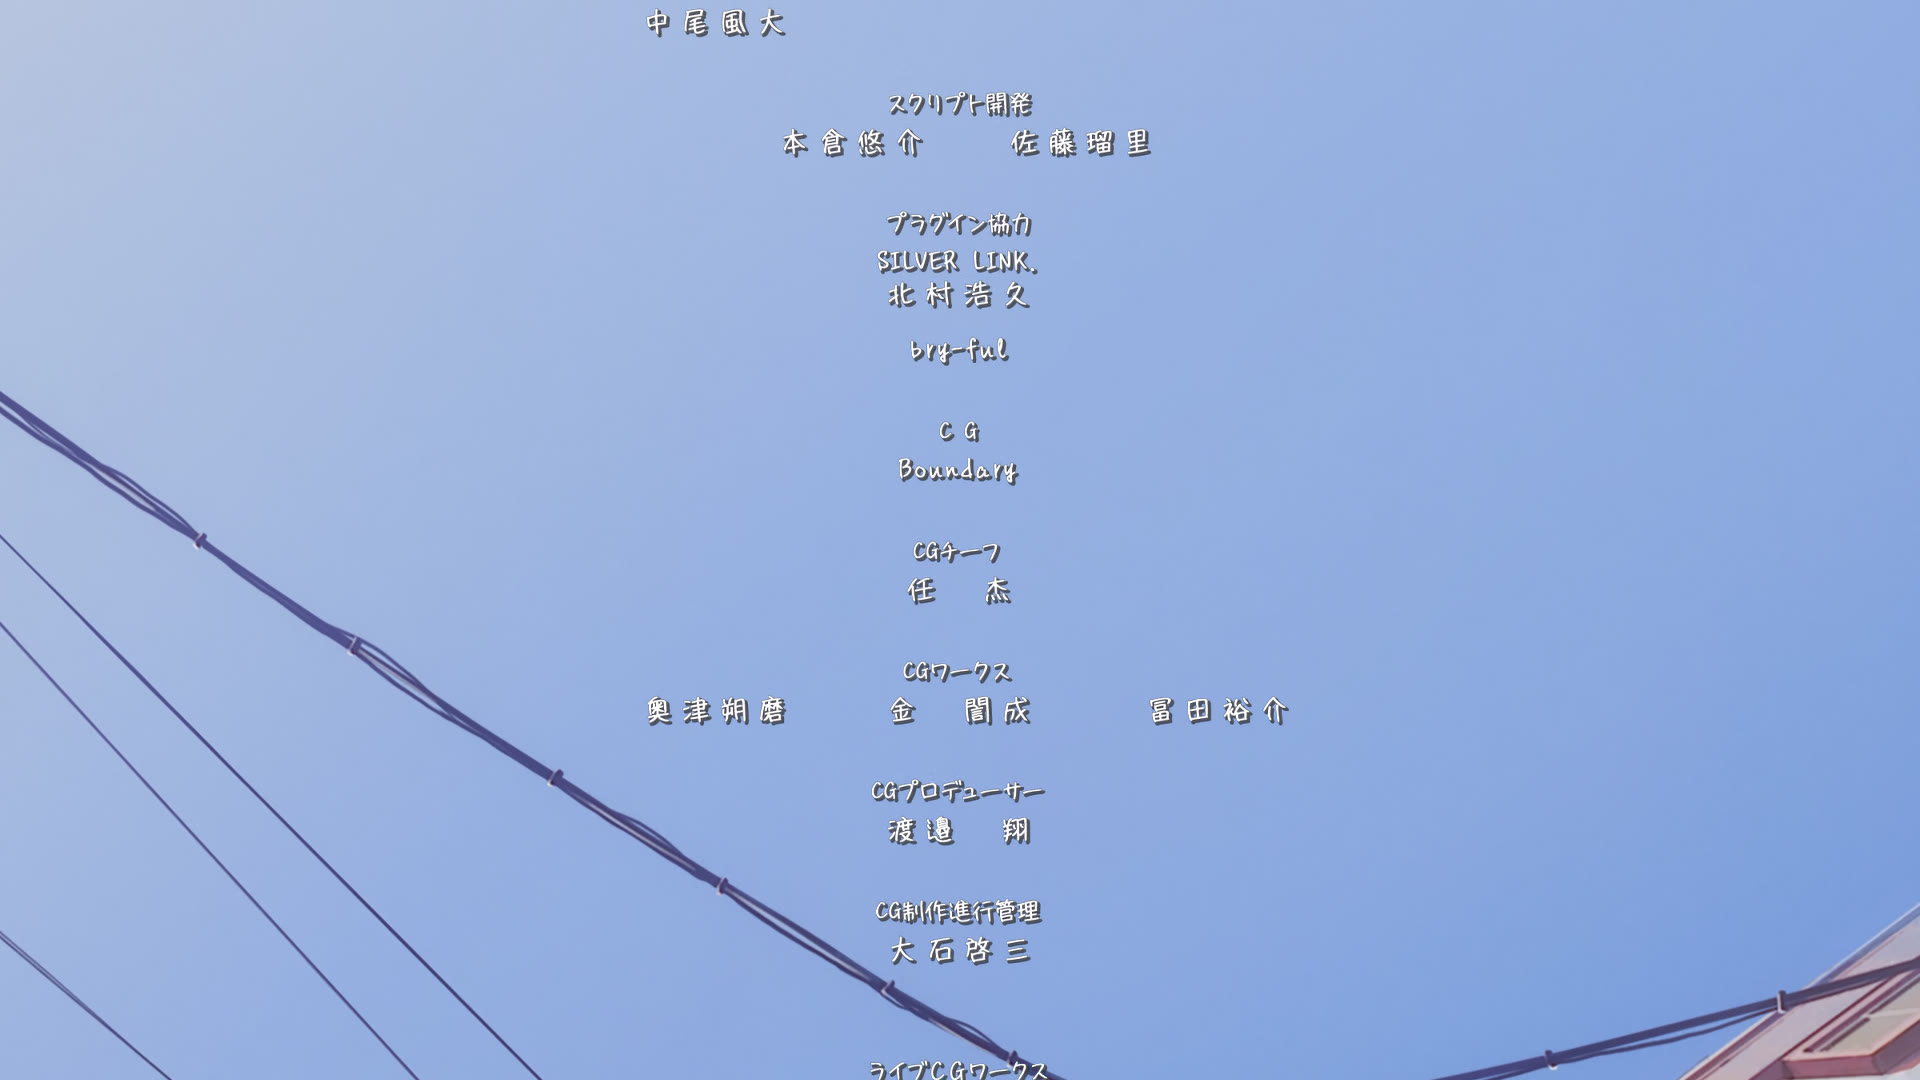 中尾風大
スクリプト開発
本倉悠介 佐藤瑠里
プラグイン協力
SILVER LINK.
北村浩久
bry-ful
CG
Boundary
CGチーフ
任 杰
CGワークス
奥津朔磨 金 誾成 冨田裕介
CGプロデューサー
渡邉 翔
CG制作進行管理
大石啓三
ライブCGワークス